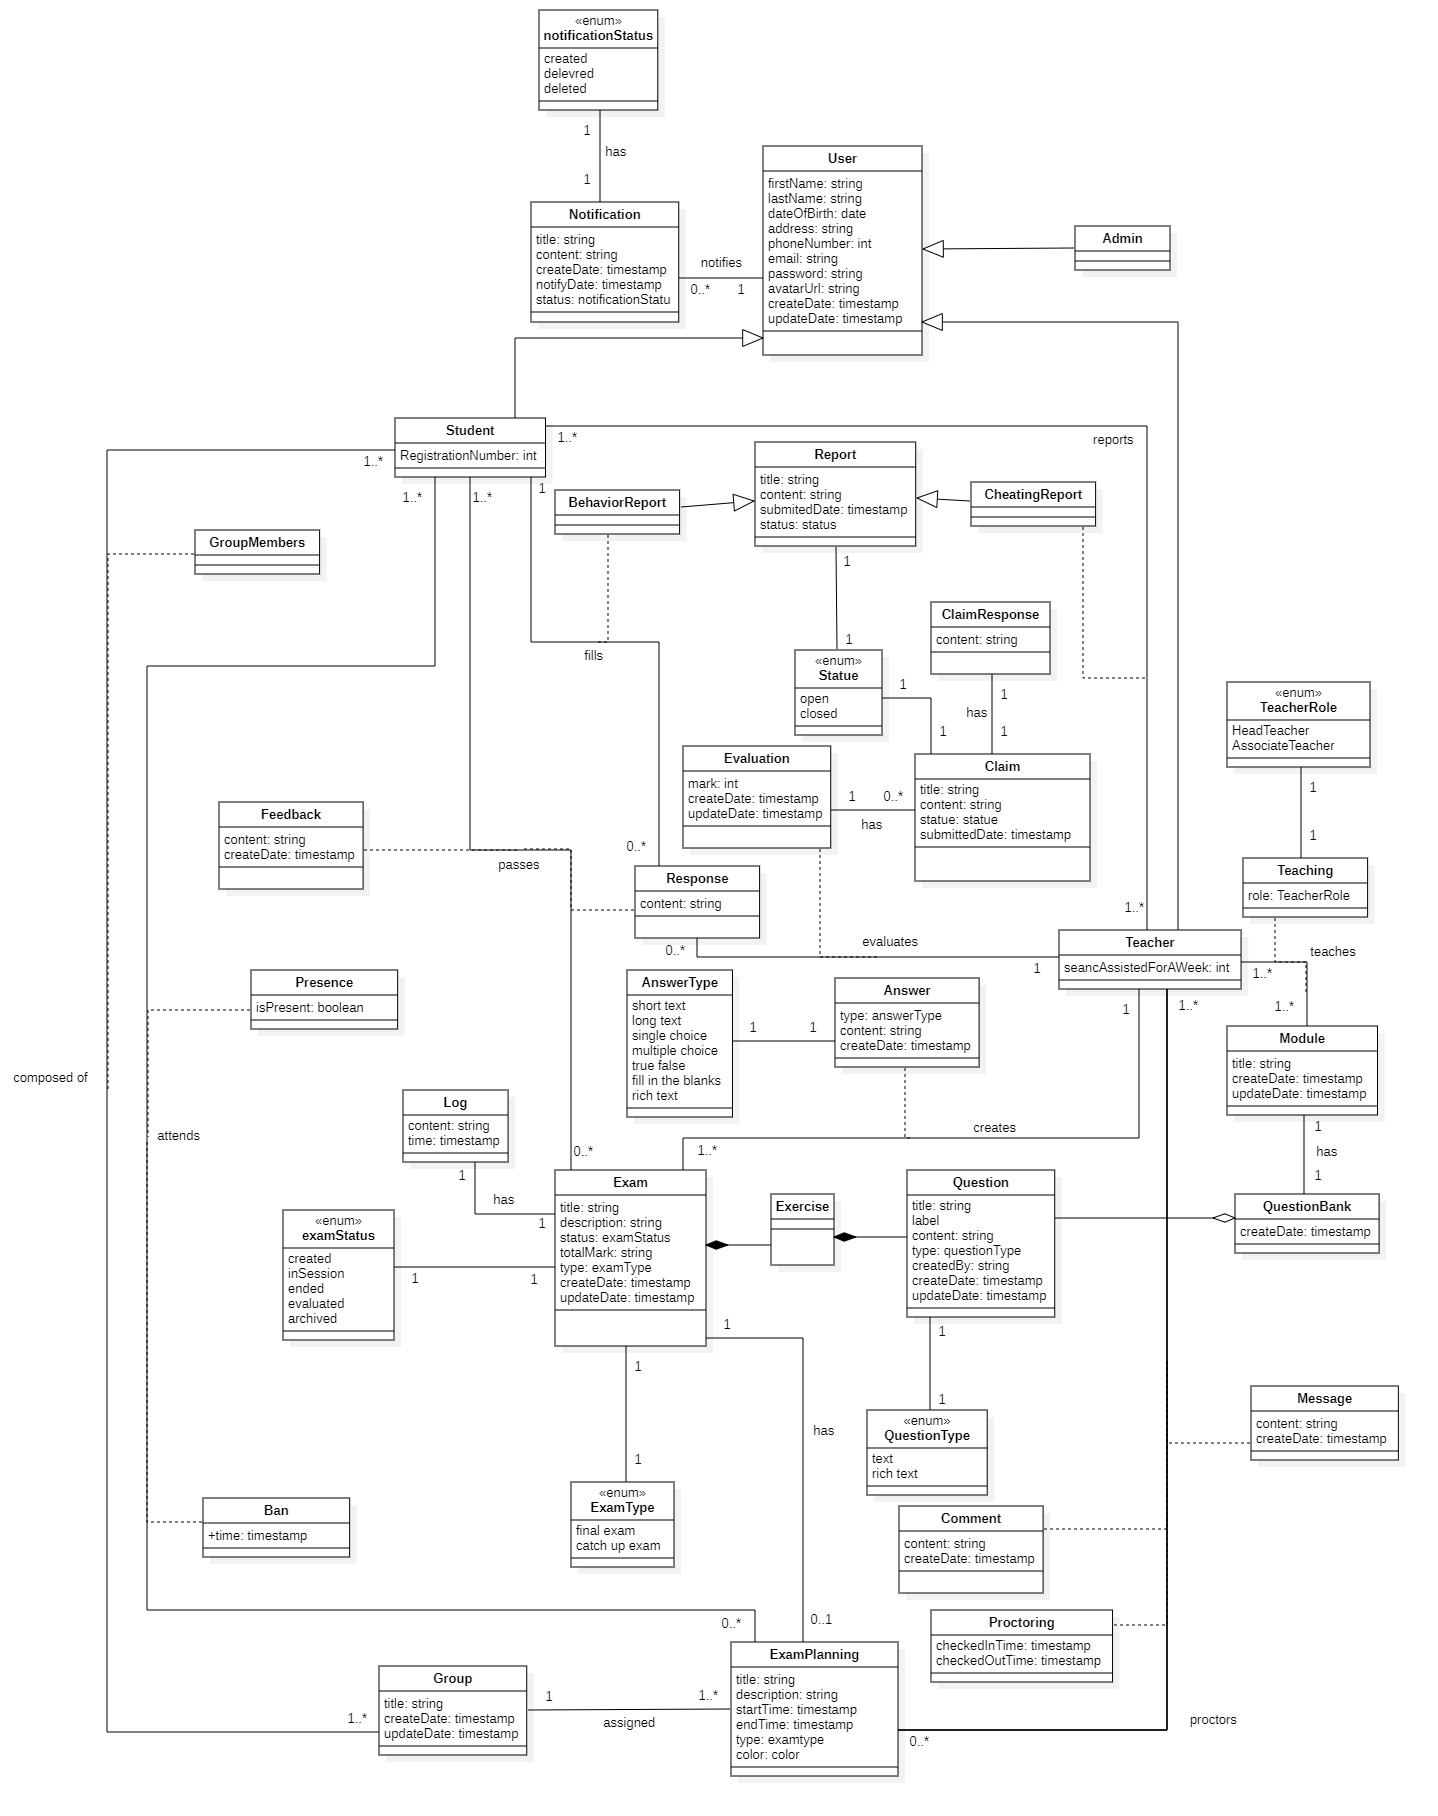 «enum»
notificationStatus
created
delevred
deleted
1
has
1
Notification
title: string
content: string
createDate: timestamp
notifyDate: timestamp
status: notificationStatu
notifies
0..*
1
User
firstName: string
lastName: string
dateOfBirth: date
address: string
phoneNumber: int
email: string
password: string
avatarUrl: string
createDate: timestamp
updateDate: timestamp
Admin
Student
RegistrationNumber: int
1..*
reports
1..*
1..*
1..*
1
BehaviorReport
Report
title: string
content: string
submitedDate: timestamp
status: status
CheatingReport
GroupMembers
1
1
«enum»
Statue
open
closed
1
1
ClaimResponse
content: string
1
has
1
fills
«enum»
TeacherRole
HeadTeacher
AssociateTeacher
1
1
Evaluation
mark: int
createDate: timestamp
updateDate: timestamp
1
0..*
has
Claim
title: string
content: string
statue: statue
submittedDate: timestamp
Feedback
content: string
createDate: timestamp
passes
0..*
Response
content: string
0..*
evaluates
1
1..*
Teaching
role: TeacherRole
Teacher
seancAssistedForAWeek: int
teaches
1..*
1..*
1
1..*
Presence
isPresent: boolean
AnswerType
short text
long text
single choice
multiple choice
true false
fill in the blanks
rich text
1
1
Answer
type: answerType
content: string
createDate: timestamp
Module
title: string
createDate: timestamp
updateDate: timestamp
1
has
1
composed of
attends
Log
content: string
time: timestamp
1
has
1
0..*
1..*
creates
Exam
title: string
description: string
status: examStatus
totalMark: string
type: examType
createDate: timestamp
updateDate: timestamp
Exercise
Question
title: string
label
content: string
type: questionType
createdBy: string
createDate: timestamp
updateDate: timestamp
QuestionBank
createDate: timestamp
«enum»
examStatus
created
inSession
ended
evaluated
archived
1
1
1
1
1
has
1
1
«enum»
QuestionType
text
rich text
Message
content: string
createDate: timestamp
«enum»
ExamType
final exam
catch up exam
Ban
+time: timestamp
Comment
content: string
createDate: timestamp
Proctoring
checkedInTime: timestamp
checkedOutTime: timestamp
0..*
0..1
ExamPlanning
title: string
description: string
startTime: timestamp
endTime: timestamp
type: examtype
color: color
Group
title: string
createDate: timestamp
updateDate: timestamp
1..*
1
1..*
assigned
0..*
proctors